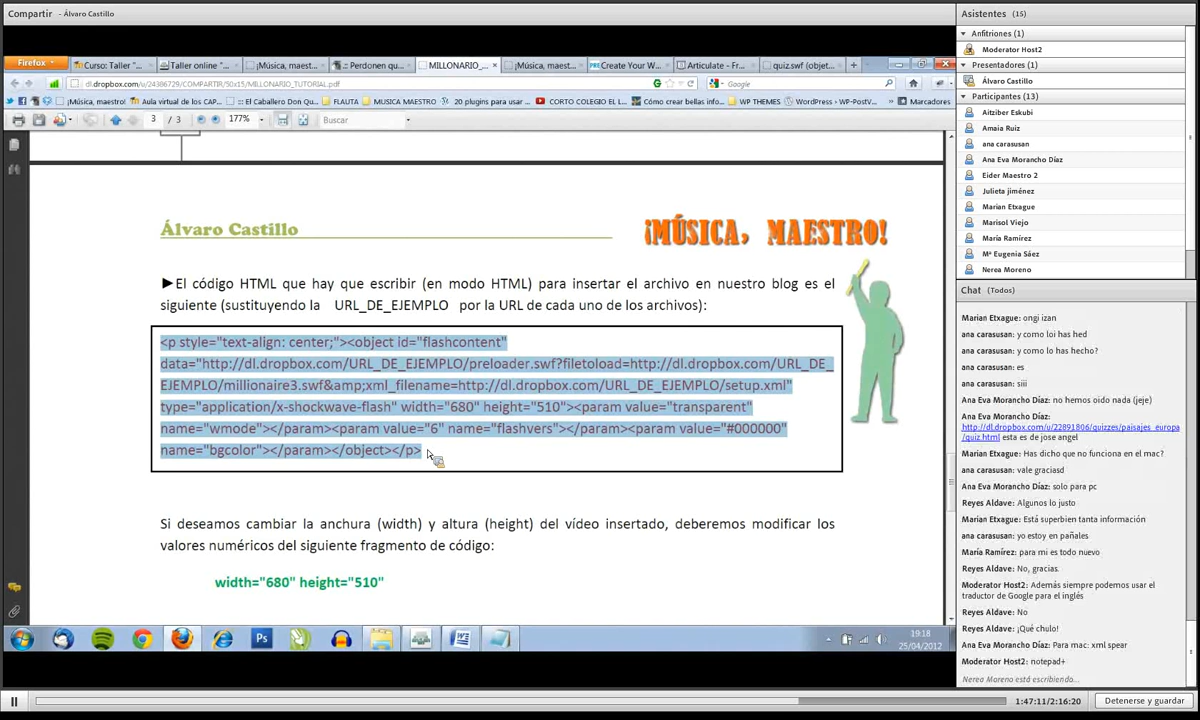 Compartir - Álvaro Castillo
Firefox
Curso: Taller "...
Taller online "...
¡Música, maest...
.:: Perdonen qu...
MILLONARIO_...
¡Música, maest...
PRE Create Your W...
Articulate - Fr...
quiz.swf (objet...
dl.dropbox.com/u/24386729/COMPARTIR/50x15/MILLONARIO_TUTORIAL.pdf
Google
¡Música, maestro!
Aula virtual de los CAP...
El Caballero Don Qu...
FLAUTA
MUSICA MAESTRO
20 plugins para usar ...
CORTO COLEGIO EL I...
Cómo crear bellas info...
WP THEMES
WordPress › WP-PostV...
Marcadores
3 / 3
177%
Buscar
Álvaro Castillo
¡MÚSICA, MAESTRO!
►El código HTML que hay que escribir (en modo HTML) para insertar el archivo en nuestro blog es el
siguiente (sustituyendo la URL_DE_EJEMPLO por la URL de cada uno de los archivos):
<p style="text-align: center;"><object id="flashcontent"
data="http://dl.dropbox.com/URL_DE_EJEMPLO/preloader.swf?filetoload=http://dl.dropbox.com/URL_DE_
EJEMPLO/millionaire3.swf&amp;xml_filename=http://dl.dropbox.com/URL_DE_EJEMPLO/setup.xml"
type="application/x-shockwave-flash" width="680" height="510"><param value="transparent"
name="wmode"></param><param value="6" name="flashvers"></param><param value="#000000"
name="bgcolor"></param></object></p>
Si deseamos cambiar la anchura (width) y altura (height) del vídeo insertado, deberemos modificar los
valores numéricos del siguiente fragmento de código:
width="680" height="510"
19:18
25/04/2012
1:47:11/2:16:20
Detenerse y guardar
Asistentes (15)
Anfitriones (1)
Moderator Host2
Presentadores (1)
Álvaro Castillo
Participantes (13)
Aitziber Eskubi
Amaia Ruiz
ana carasusan
Ana Eva Morancho Díaz
Eider Maestro 2
Julieta jiménez
Marian Etxague
Marisol Viejo
María Ramírez
Mª Eugenia Sáez
Nerea Moreno
Chat (Todos)
Marian Etxague: ongi izan
ana carasusan: y como loi has hed
ana carasusan: y como lo has hecho?
ana carasusan: es
ana carasusan: siii
Marisol Viejo: no hemos oido nada (jeje)
Ana Eva Morancho Díaz:
http://dl.dropbox.com/u/22891806/quizzes/paisajes_europa
/quiz.html esta es de jose angel
Marian Etxague: Has dicho que no funciona en el mac?
ana carasusan: vale graciasd
Ana Eva Morancho Díaz: solo para pc
Reyes Aldave: Algunos lo justo
Marian Etxague: Está superbien tanta información
ana carasusan: yo estoy en pañales
María Ramírez: para mi es todo nuevo
Reyes Aldave: No, gracias.
Moderator Host2: Además siempre podemos usar el
traductor de Google para el inglés
Reyes Aldave: No
Reyes Aldave: ¡Qué chulo!
Ana Eva Morancho Díaz: Para mac: xml spear
Moderator Host2: notepad+
Nerea Moreno está escribiendo...